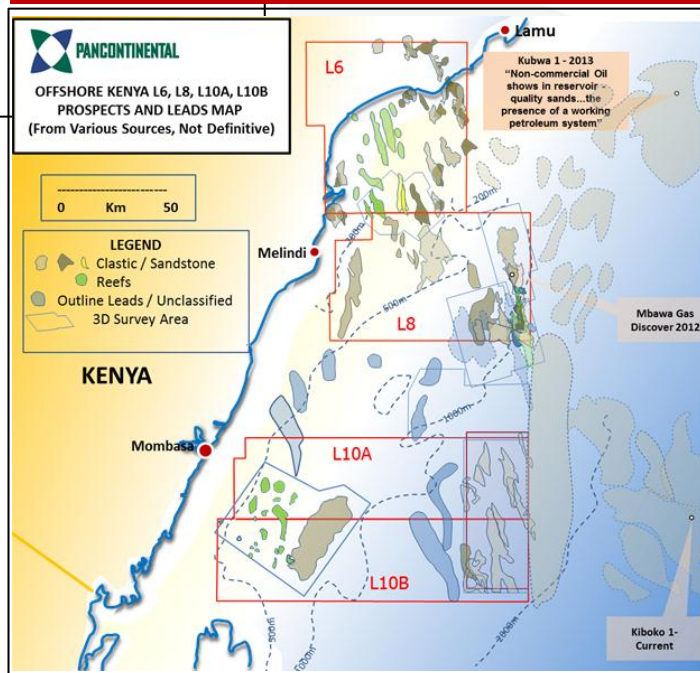 PANCONTINENTAL
OFFSHORE KENYA L6, L8, L10A, L10B
PROSPECTS AND LEADS MAP
(From Various Sources, Not Definitive)
0 Km 50
LEGEND
Clastic / Sandstone
Reefs
Outline Leads / Unclassified
3D Survey Area
KENYA
Lamu
Melindi
Mombasa
L6
L8
L10A
L10B
Kubwa 1 - 2013
“Non-commercial Oil
shows in reservoir -
quality sands...the
presence of a working
petroleum system”
Mbawa Gas
Discover 2012
Kiboko 1-
Current
200m
500m
1000m
500m
1000m
2000m